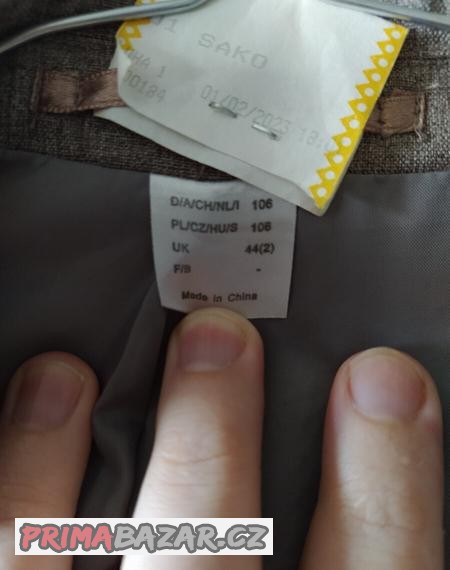 SAKO
01/02/2023
D/A/CH/NL/I 106
PL/CZ/HU/S 106
UK 44(2)
F/B -
Made in China
PRIMABAZAR.CZ